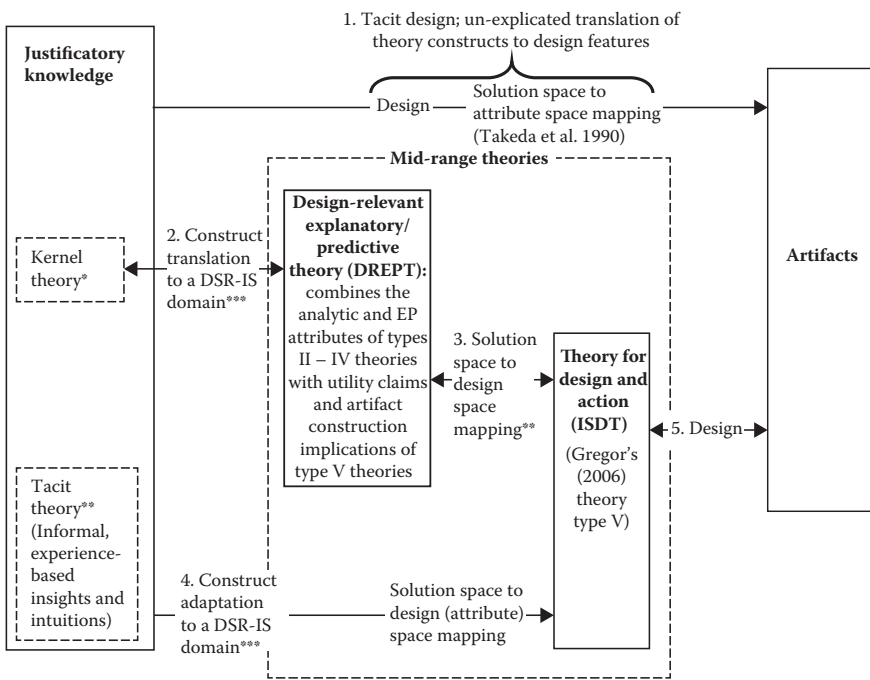 1. Tacit design; un-explicated translation of
theory constructs to design features
Justificatory
knowledge
Design
Solution space to
attribute space mapping
(Takeda et al. 1990)
Mid-range theories
Artifacts
Kernel
theory*
2. Construct
translation
to a DSR-IS
domain***
Design-relevant
explanatory/
predictive
theory (DREPT):
combines the
analytic and EP
attributes of types
II – IV theories
with utility claims
and artifact
construction
implications of
type V theories
3. Solution
space to
design
space
mapping**
Theory for
design and
action
(ISDT)
(Gregor's
(2006)
theory
type V)
5. Design
Tacit
theory**
(Informal,
experience-
based
insights and
intuitions)
4. Construct
adaptation
to a DSR-IS
domain***
Solution space to
design (attribute)
space mapping